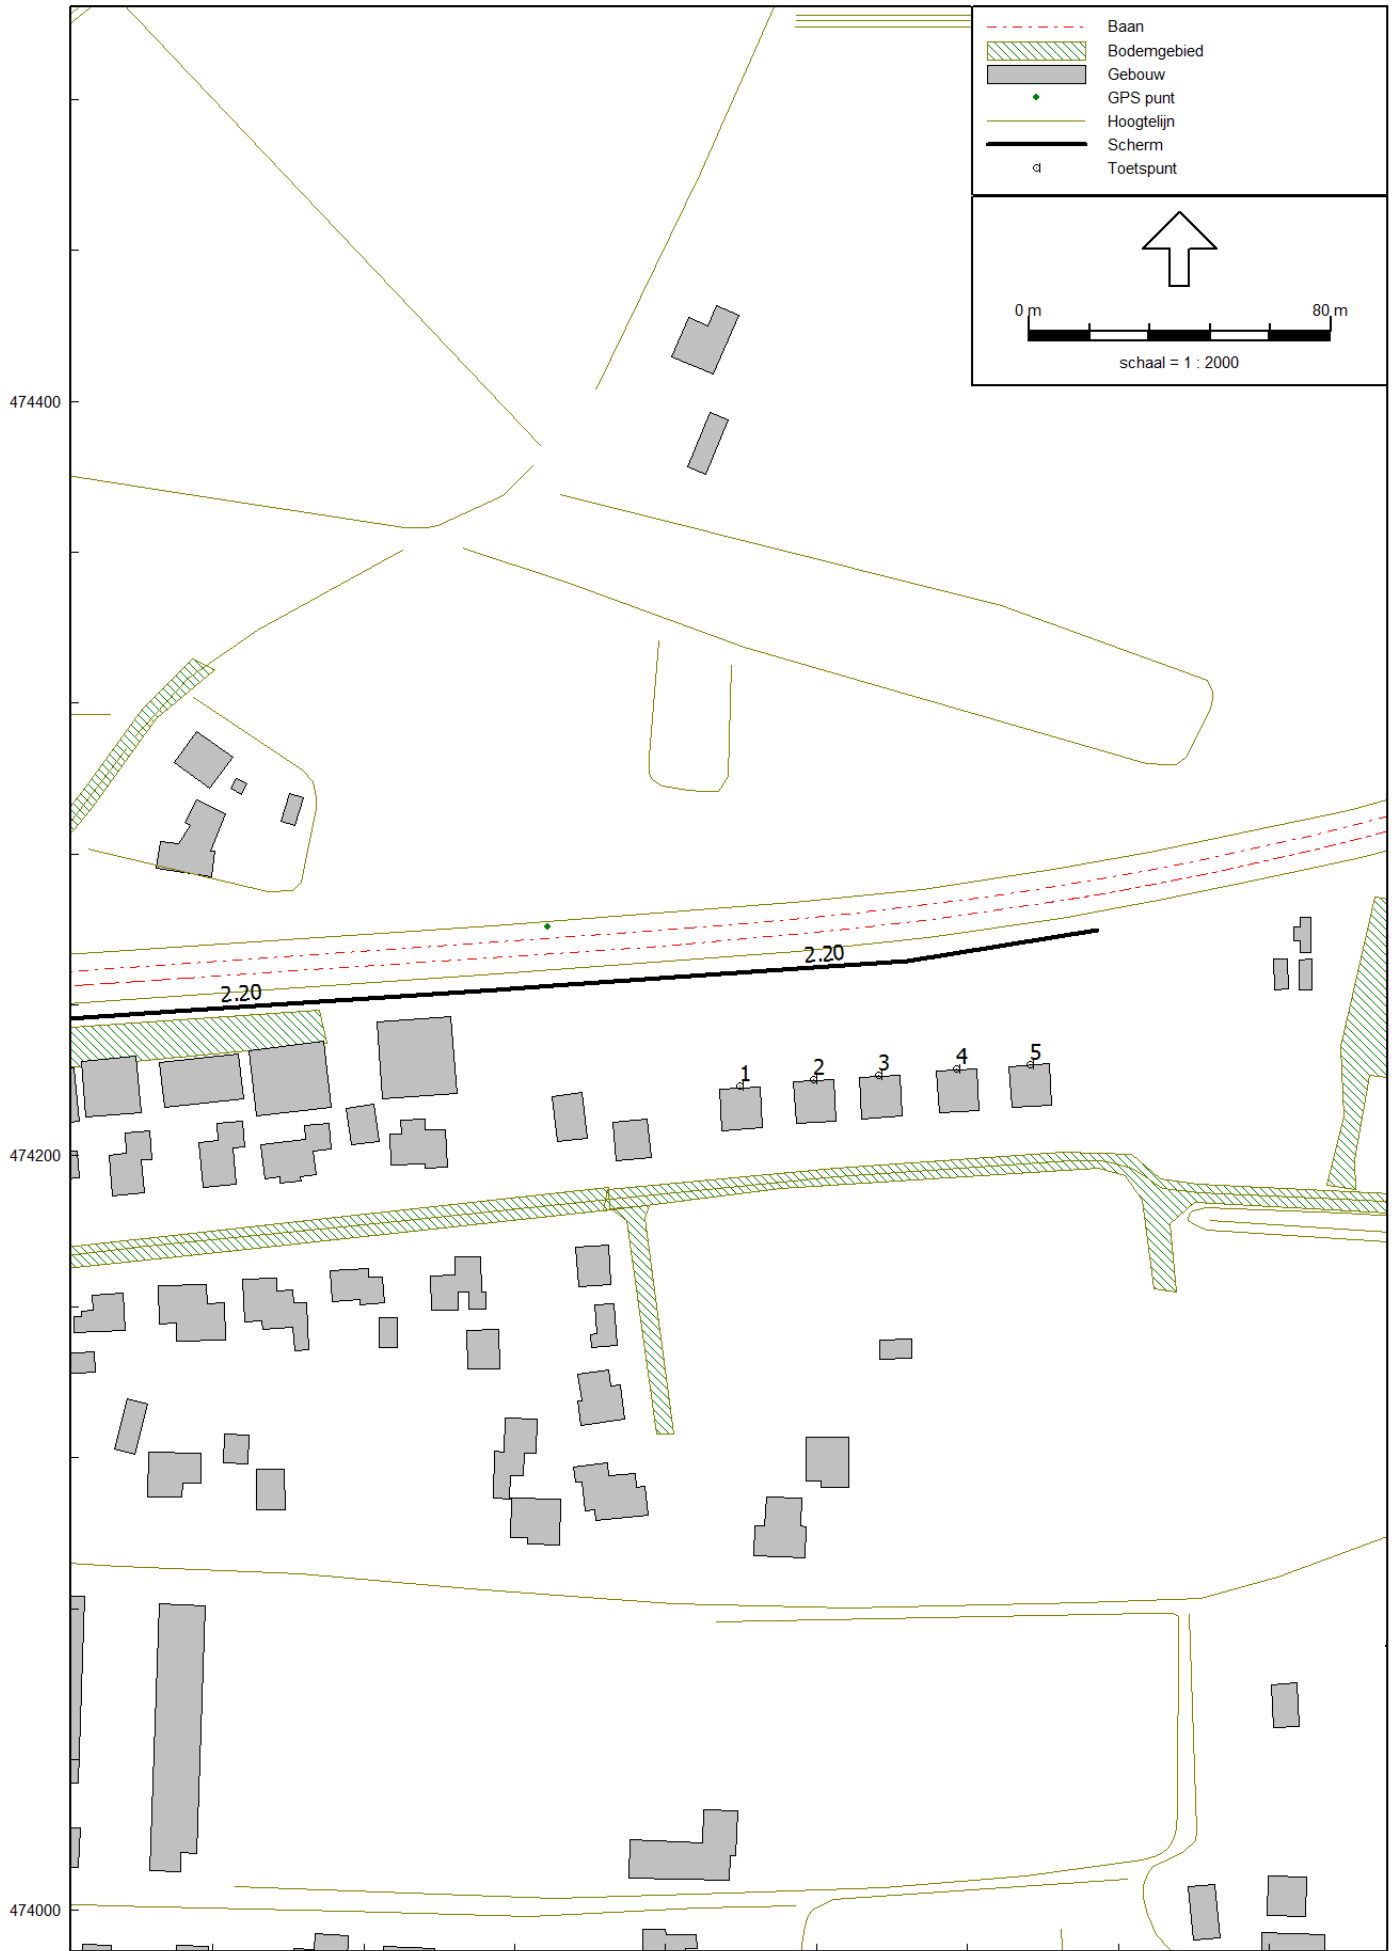 Baan
Bodemgebied
Gebouw
GPS punt
Hoogtelijn
Scherm
Toetspunt
0 m 80 m
schaal = 1 : 2000
474400
2.20
2.20
1 2 3 4 5
474200
474000